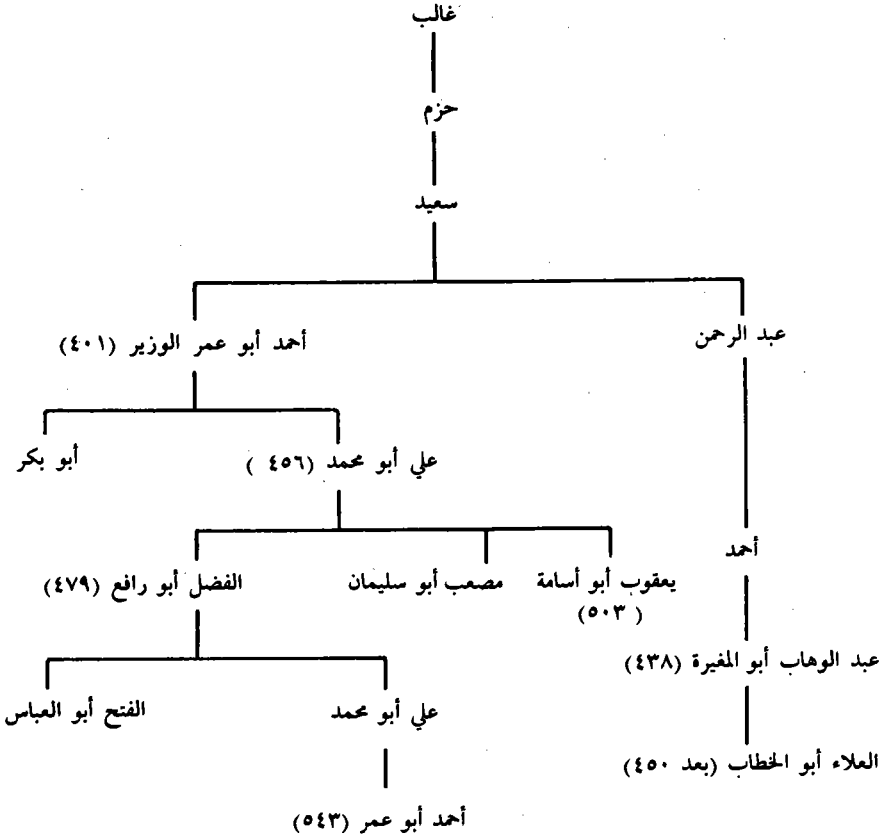 غالب
حزم
سعيد
عبد الرحمن
أحمد أبو عمر الوزير (٤٠١)
علي أبو محمد (٤٥٦ )
أبو بكر
أحمد
يعقوب أبو أسامة
(٥٠٣ )
مصعب أبو سليمان
الفضل أبو رافع (٤٧٩)
عبد الوهاب أبو المغيرة (٤٣٨)
علي أبو محمد
الفتح أبو العباس
العلاء أبو الخطاب (بعد ٤٥٠)
أحمد أبو عمر (٥٤٣)